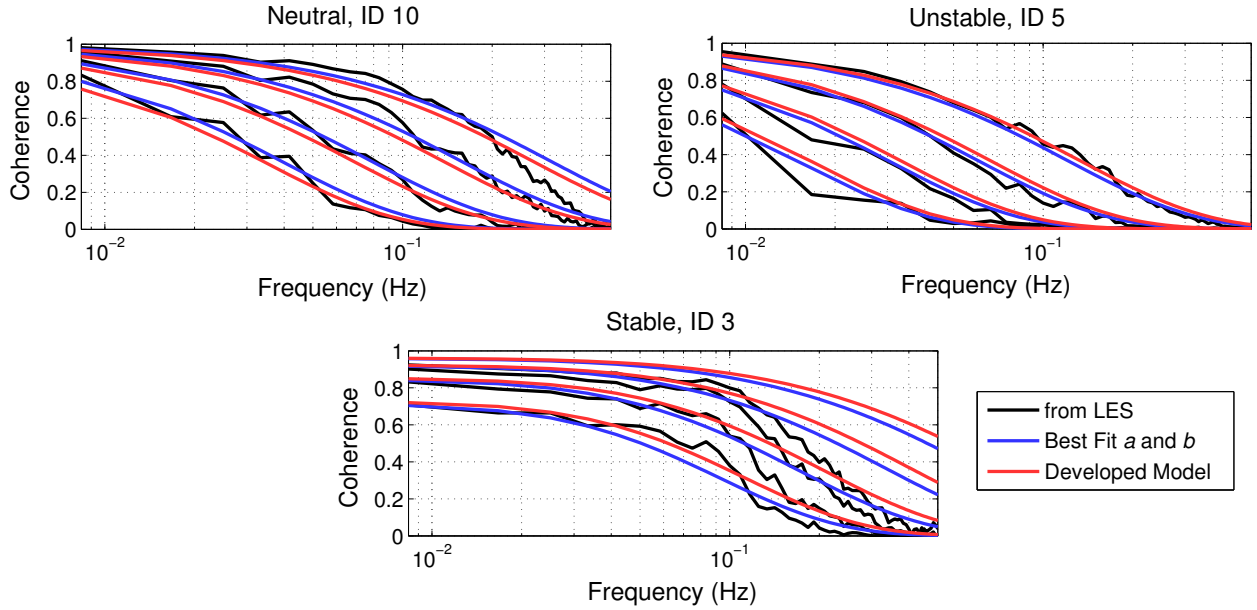 Neutral, ID 10
Coherence
1
0.8
0.6
0.4
0.2
0
10⁻² 10⁻¹
Frequency (Hz)
Unstable, ID 5
Coherence
1
0.8
0.6
0.4
0.2
0
10⁻² 10⁻¹
Frequency (Hz)
Stable, ID 3
Coherence
1
0.8
0.6
0.4
0.2
0
10⁻² 10⁻¹
Frequency (Hz)
from LES
Best Fit a and b
Developed Model